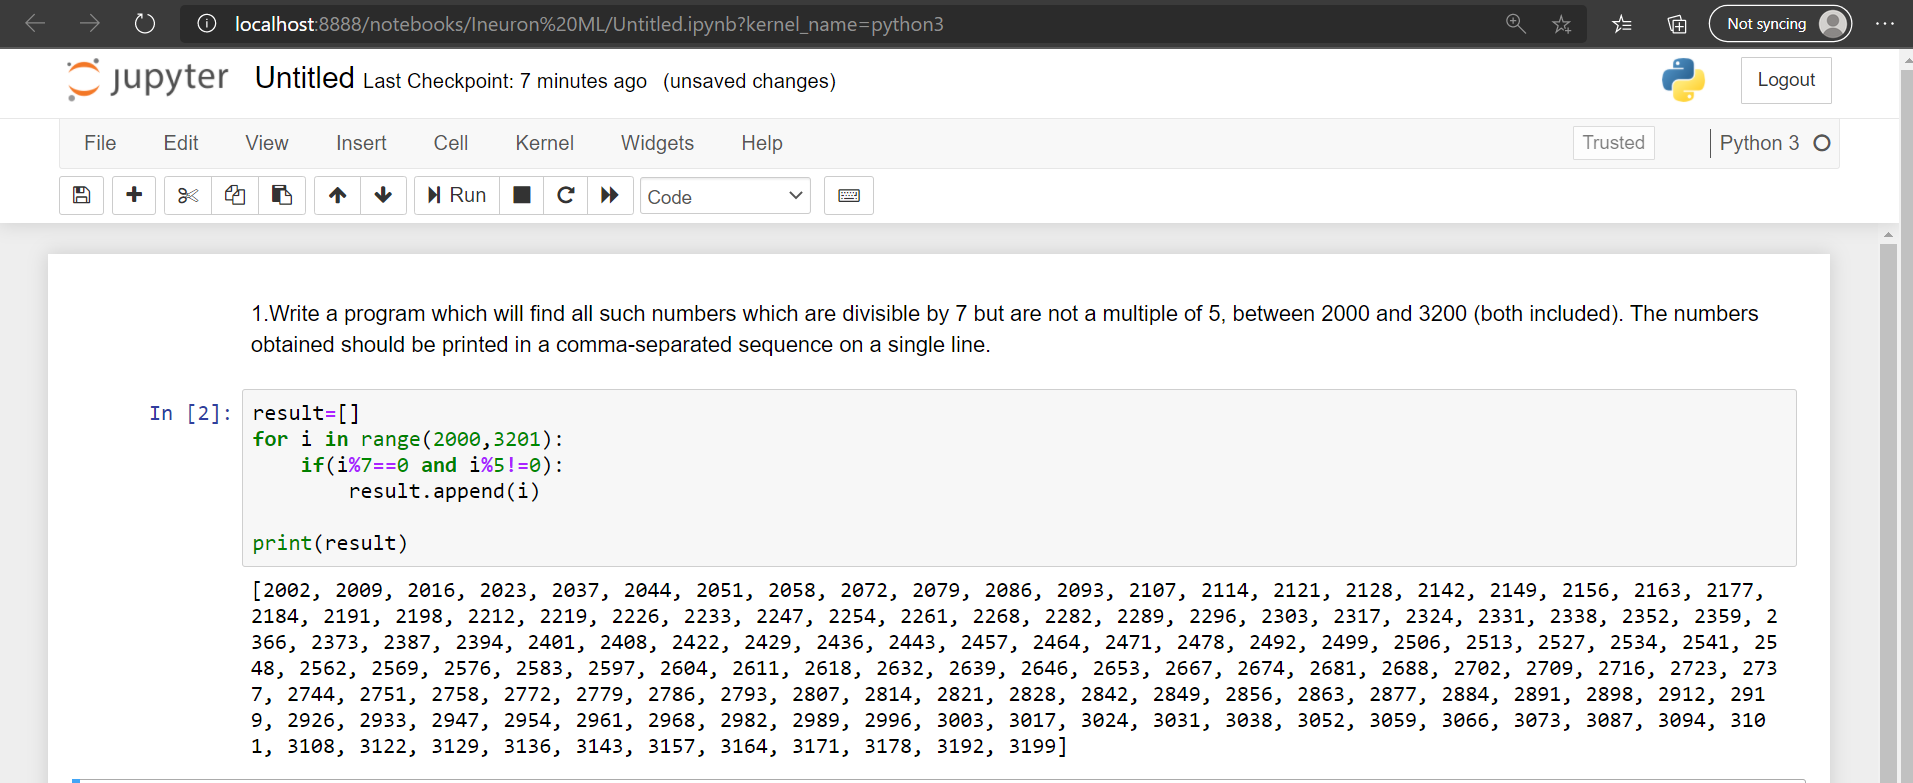 localhost:8888/notebooks/Ineuron%20ML/Untitled.ipynb?kernel_name=python3
Not syncing
jupyter Untitled Last Checkpoint: 7 minutes ago (unsaved changes)
Logout
File Edit View Insert Cell Kernel Widgets Help
Trusted
Python 3
Run
Code
1.Write a program which will find all such numbers which are divisible by 7 but are not a multiple of 5, between 2000 and 3200 (both included). The numbers
obtained should be printed in a comma-separated sequence on a single line.
In [2]:
result=[]
for i in range(2000,3201):
    if(i%7==0 and i%5!=0):
        result.append(i)
print(result)
[2002, 2009, 2016, 2023, 2037, 2044, 2051, 2058, 2072, 2079, 2086, 2093, 2107, 2114, 2121, 2128, 2142, 2149, 2156, 2163, 2177,
2184, 2191, 2198, 2212, 2219, 2226, 2233, 2247, 2254, 2261, 2268, 2282, 2289, 2296, 2303, 2317, 2324, 2331, 2338, 2352, 2359, 2
366, 2373, 2387, 2394, 2401, 2408, 2422, 2429, 2436, 2443, 2457, 2464, 2471, 2478, 2492, 2499, 2506, 2513, 2527, 2534, 2541, 25
48, 2562, 2569, 2576, 2583, 2597, 2604, 2611, 2618, 2632, 2639, 2646, 2653, 2667, 2674, 2681, 2688, 2702, 2709, 2716, 2723, 273
7, 2744, 2751, 2758, 2772, 2779, 2786, 2793, 2807, 2814, 2821, 2828, 2842, 2849, 2856, 2863, 2877, 2884, 2891, 2898, 2912, 291
9, 2926, 2933, 2947, 2954, 2961, 2968, 2982, 2989, 2996, 3003, 3017, 3024, 3031, 3038, 3052, 3059, 3066, 3073, 3087, 3094, 310
1, 3108, 3122, 3129, 3136, 3143, 3157, 3164, 3171, 3178, 3192, 3199]